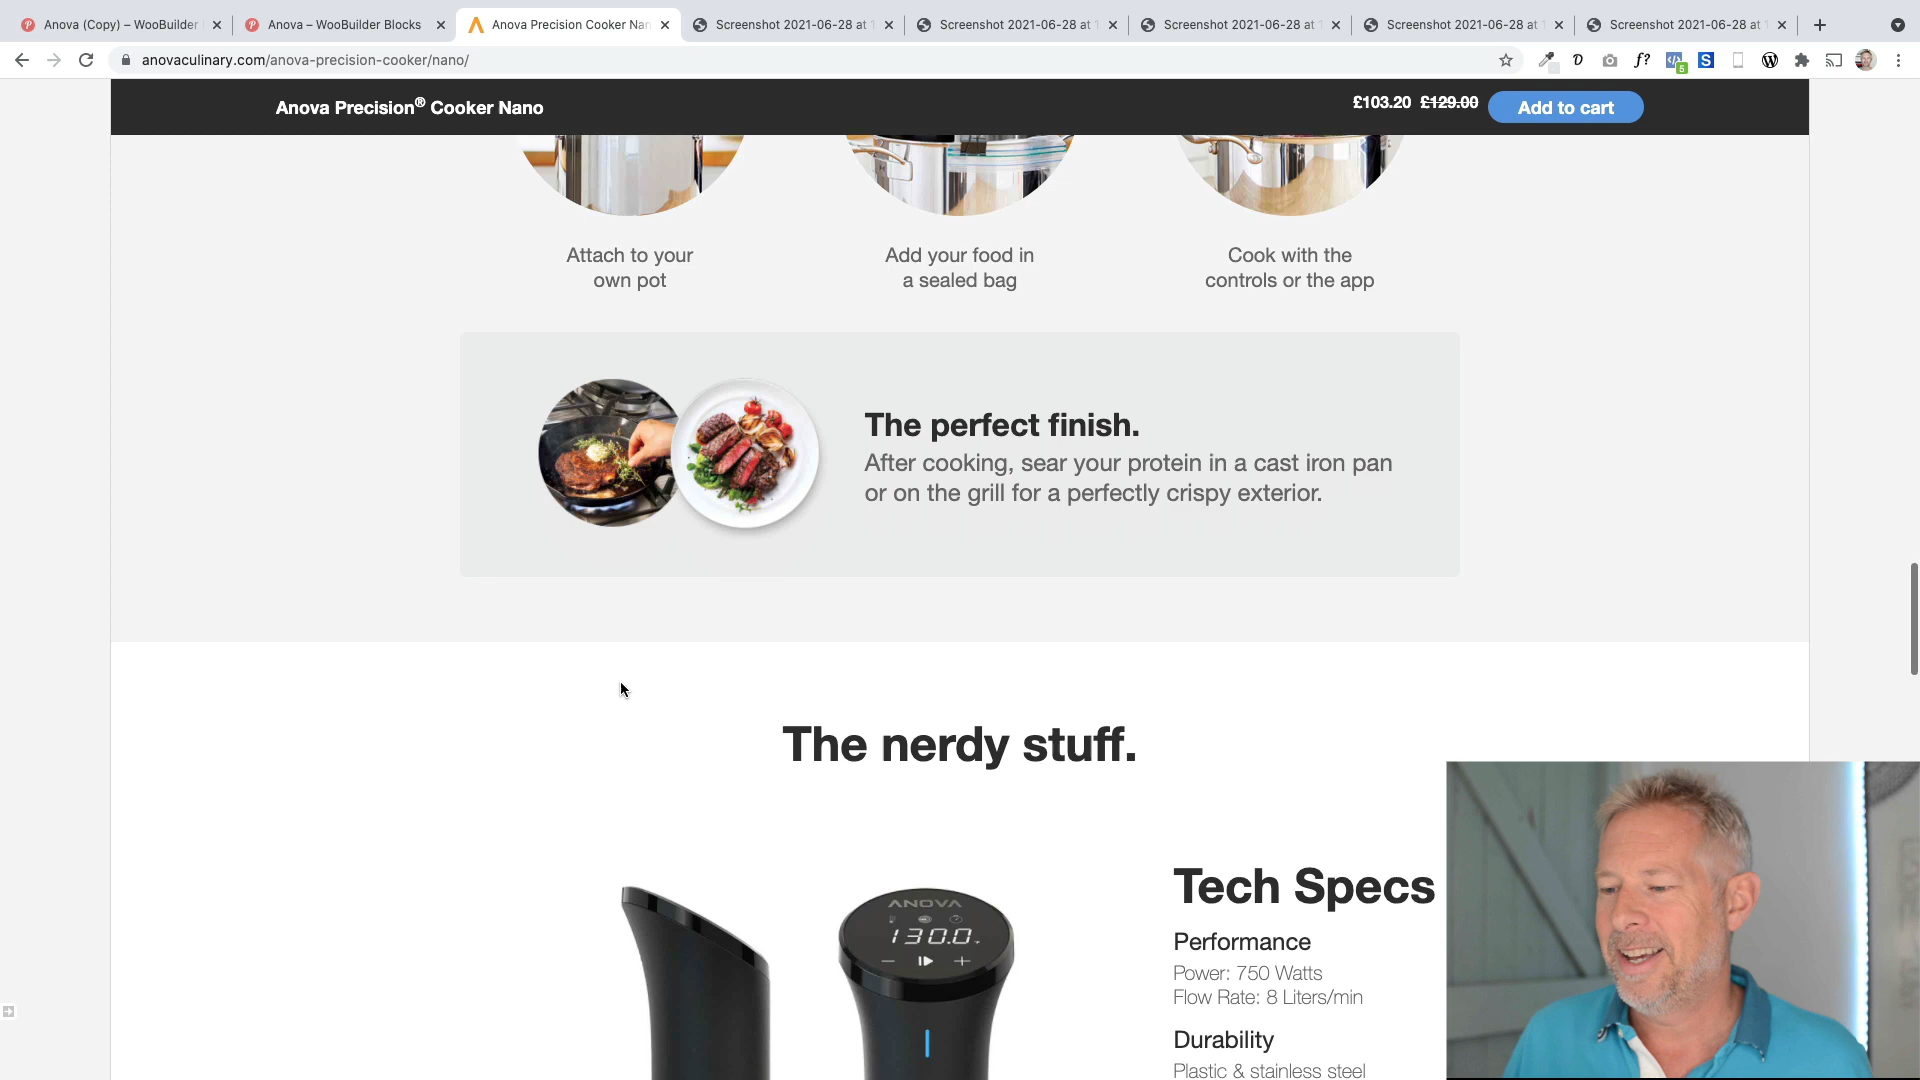 Anova (Copy) – WooBuilder
Anova – WooBuilder Blocks
Anova Precision Cooker Nan
Screenshot 2021-06-28 at 1
Screenshot 2021-06-28 at 1
Screenshot 2021-06-28 at 1
Screenshot 2021-06-28 at 1
Screenshot 2021-06-28 at 1
anovaculinary.com/anova-precision-cooker/nano/
Anova Precision® Cooker Nano
£103.20 £129.00 Add to cart
Attach to your
own pot
Add your food in
a sealed bag
Cook with the
controls or the app
The perfect finish.
After cooking, sear your protein in a cast iron pan
or on the grill for a perfectly crispy exterior.
The nerdy stuff.
ANOVA
130.0
Tech Specs
Performance
Power: 750 Watts
Flow Rate: 8 Liters/min
Durability
Plastic & stainless steel